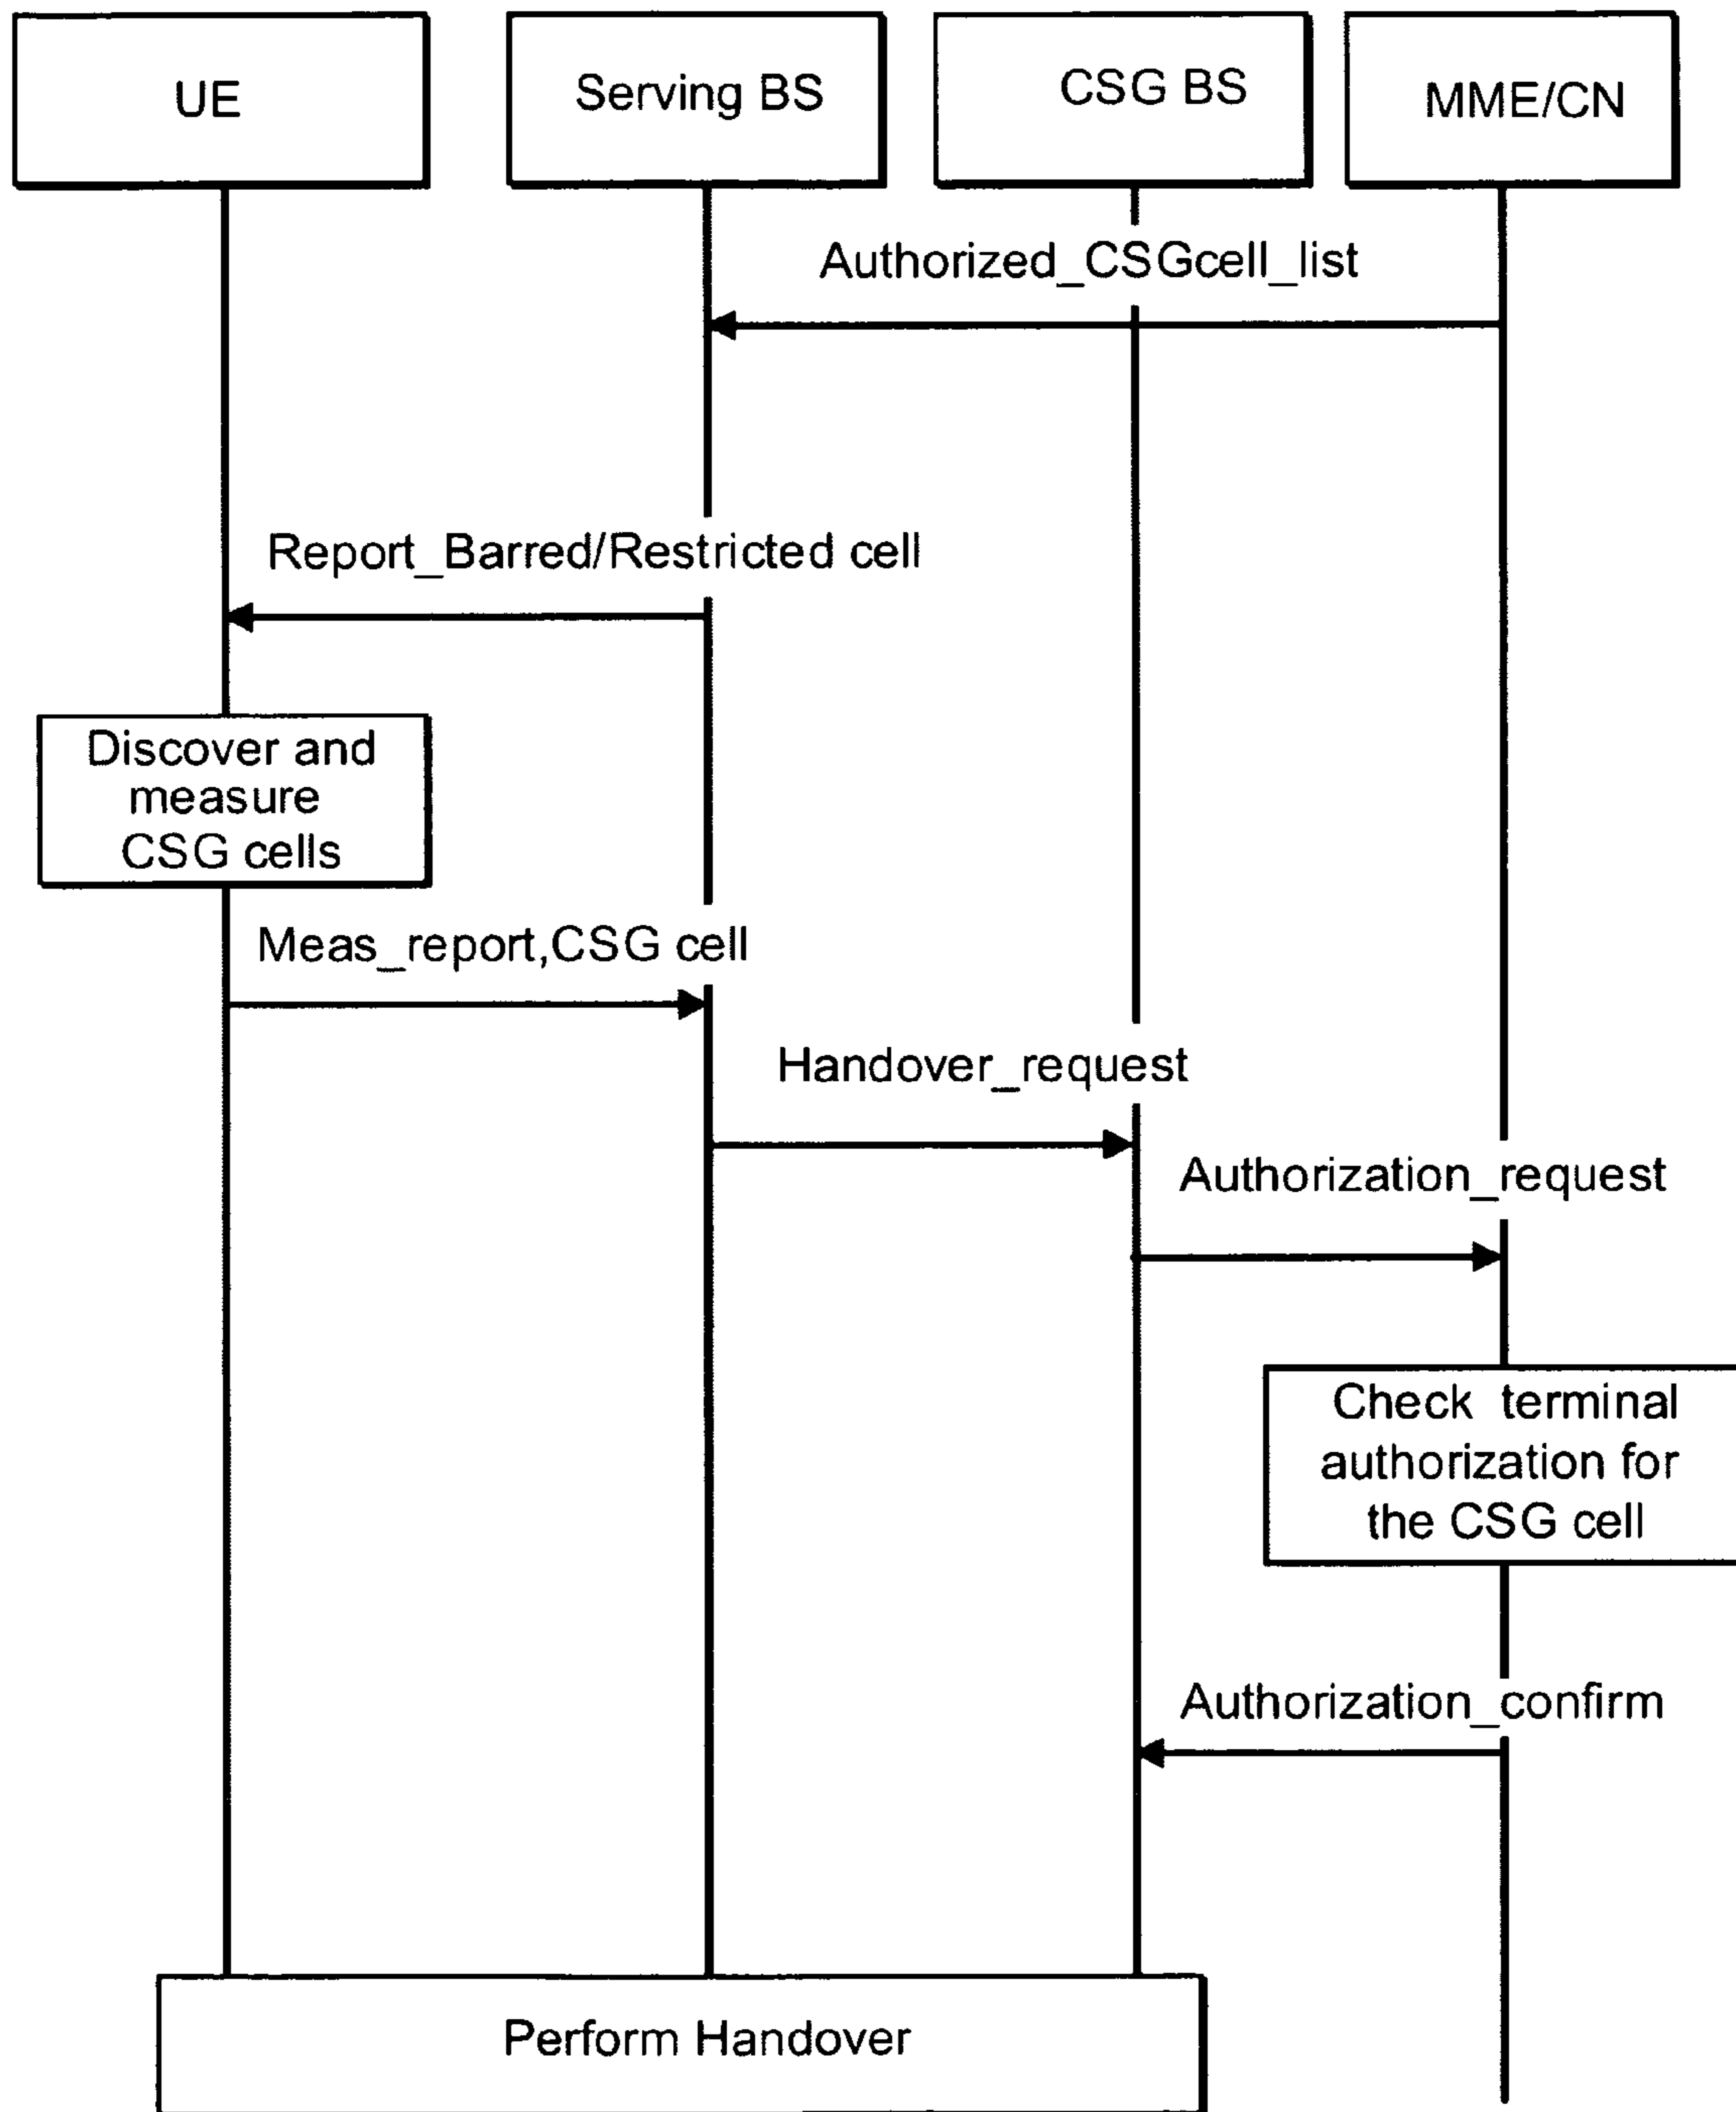 UE
Serving BS
CSG BS
MME/CN
Authorized_CSGcell_list
Report_Barred/Restricted cell
Discover and
measure
CSG cells
Meas_report,CSG cell
Handover_request
Authorization_request
Check terminal
authorization for
the CSG cell
Authorization_confirm
Perform Handover